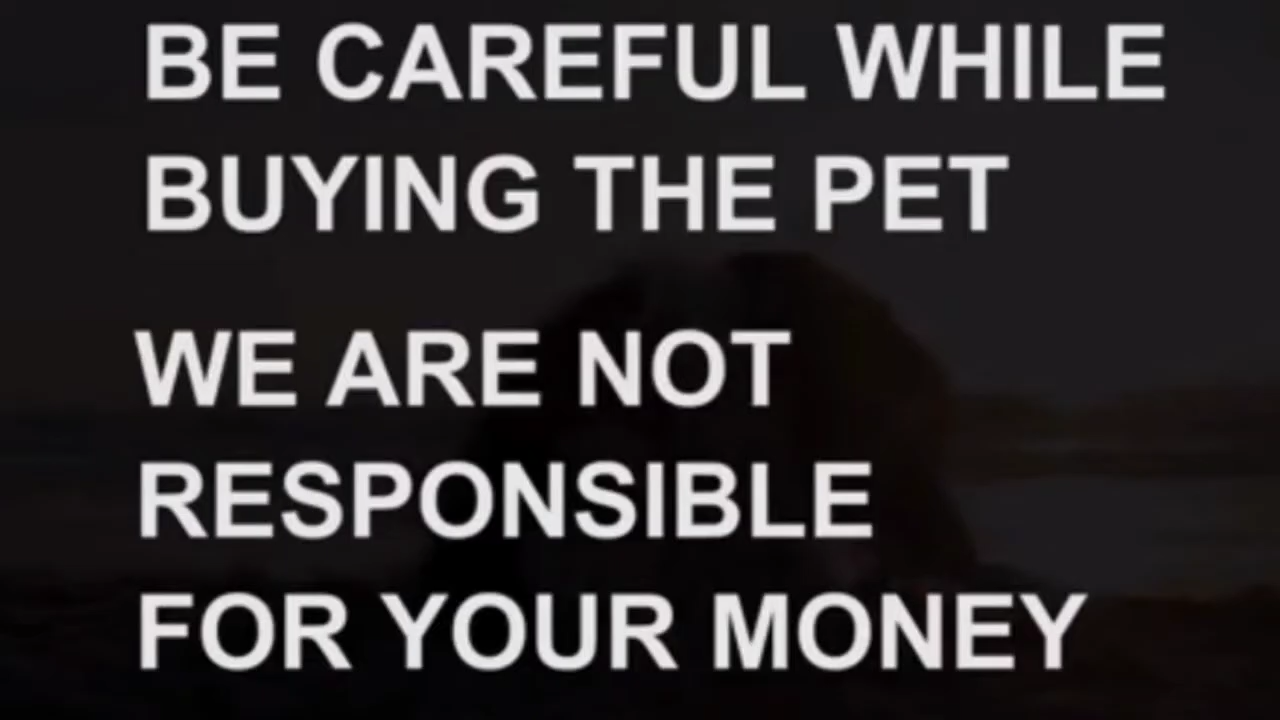 BE CAREFUL WHILE
BUYING THE PET
WE ARE NOT
RESPONSIBLE
FOR YOUR MONEY